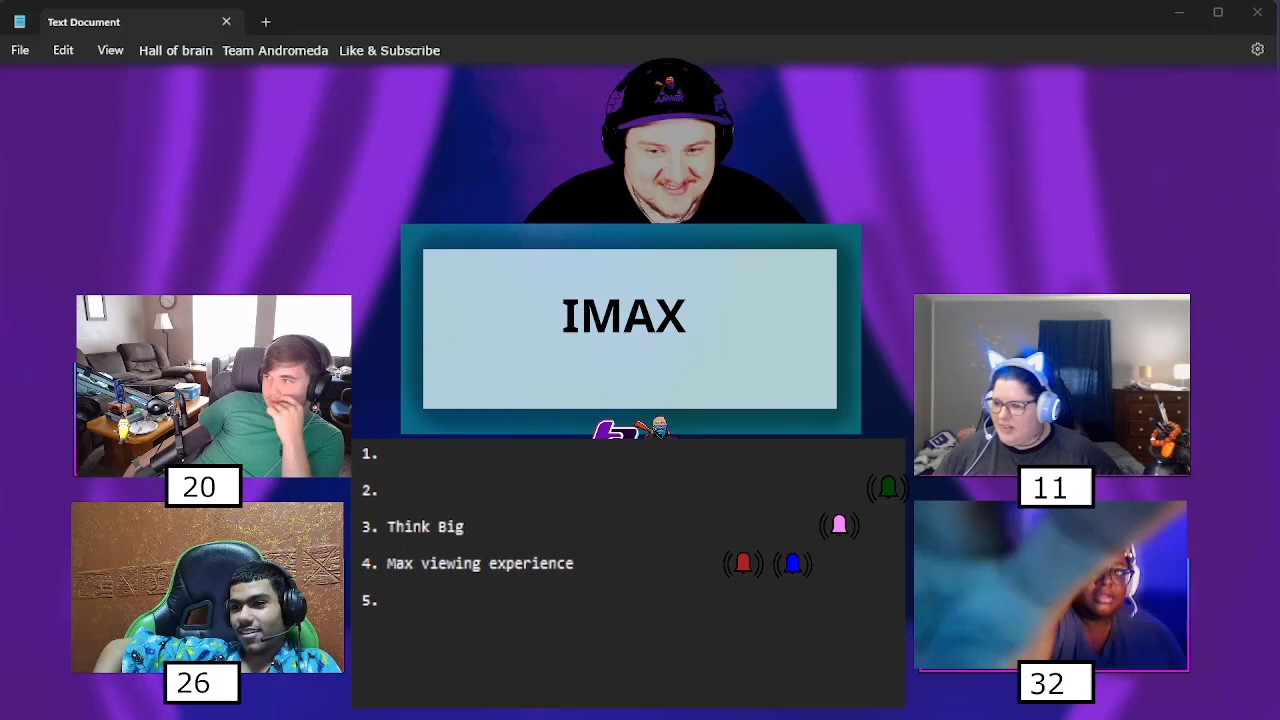 Text Document
File Edit View Hall of brain Team Andromeda Like & Subscribe
IMAX
1.
2.
3. Think Big
4. Max viewing experience
5.
20
11
26
32